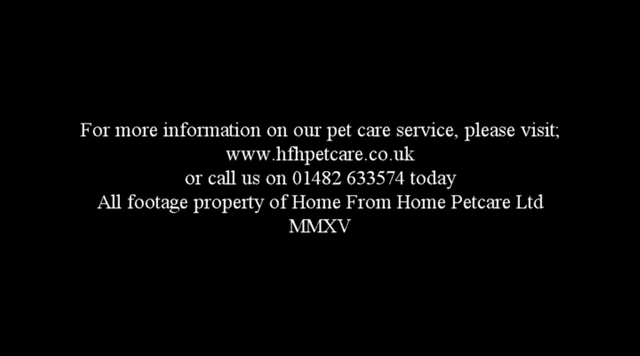 For more information on our pet care service, please visit;
www.hfhpetcare.co.uk
or call us on 01482 633574 today
All footage property of Home From Home Petcare Ltd
MMXV